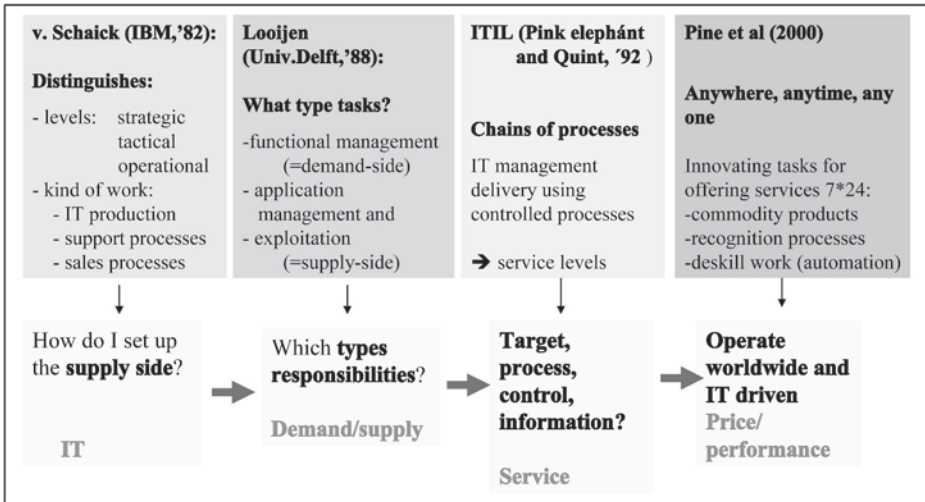 v. Schaick (IBM,'82):
Distinguishes:
- levels: strategic
tactical
operational
- kind of work:
- IT production
- support processes
- sales processes
Looijen
(Univ.Delft,'88):
What type tasks?
-functional management
(=demand-side)
- application
management and
- exploitation
(=supply-side)
ITIL (Pink elephánt
and Quint, ´92 )
Chains of processes
IT management
delivery using
controlled processes
➔ service levels
Pine et al (2000)
Anywhere, anytime, any
one
Innovating tasks for
offering services 7*24:
-commodity products
-recognition processes
-deskill work (automation)
How do I set up
the supply side?
IT
Which types
responsibilities?
Demand/supply
Target,
process,
control,
information?
Service
Operate
worldwide and
IT driven
Price/
performance